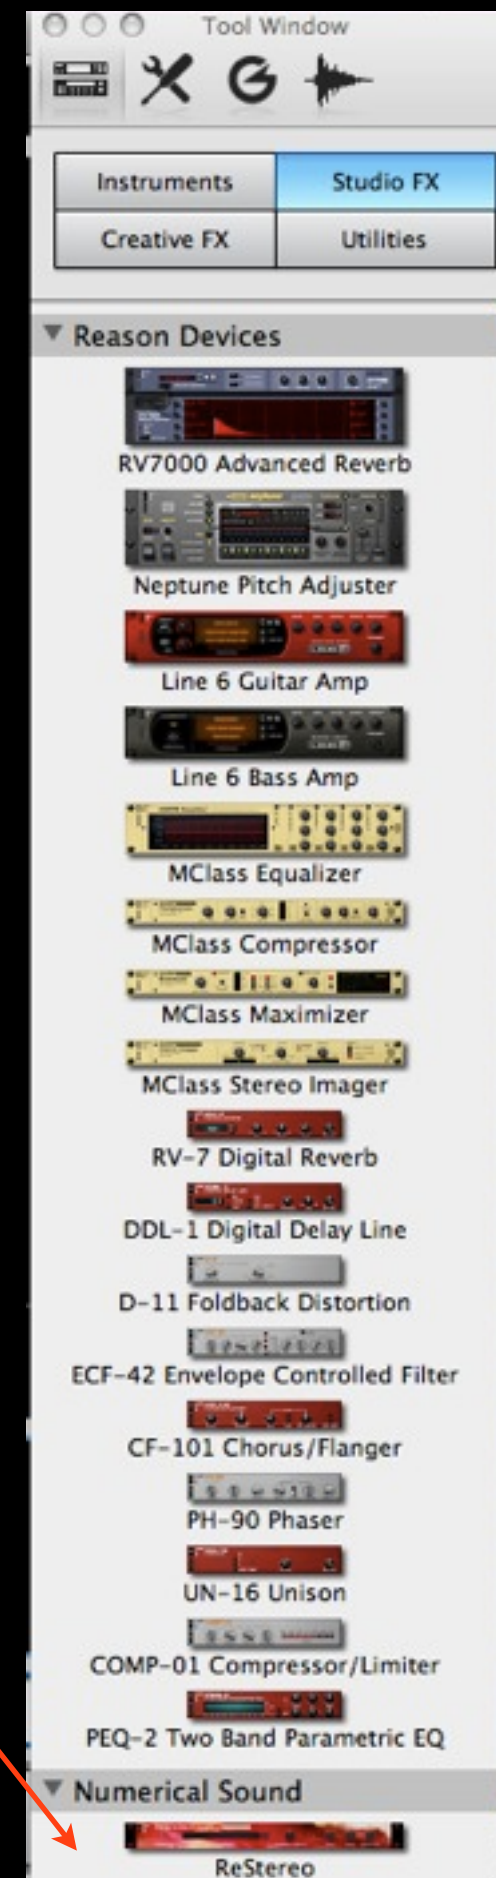 Tool Window
Instruments
Studio FX
Creative FX
Utilities
Reason Devices
RV7000 Advanced Reverb
Neptune Pitch Adjuster
Line 6 Guitar Amp
Line 6 Bass Amp
MClass Equalizer
MClass Compressor
MClass Maximizer
MClass Stereo Imager
RV-7 Digital Reverb
DDL-1 Digital Delay Line
D-11 Foldback Distortion
ECF-42 Envelope Controlled Filter
CF-101 Chorus/Flanger
PH-90 Phaser
UN-16 Unison
COMP-01 Compressor/Limiter
PEQ-2 Two Band Parametric EQ
Numerical Sound
ReStereo